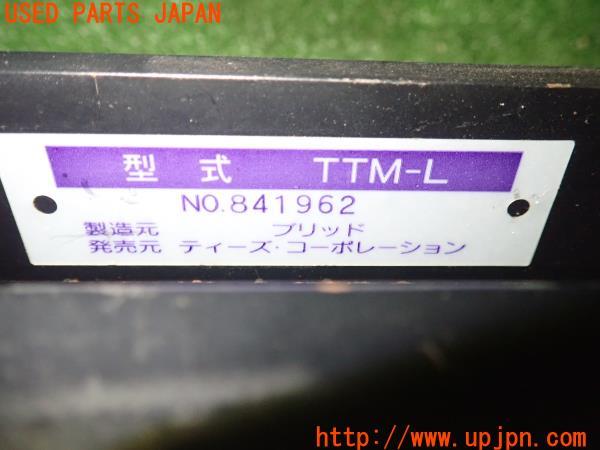 USED PARTS JAPAN
型式 TTM-L
NO.841962
製造元 ブリッド
発売元 ティーズ・コーポレーション
http://www.upjpn.com